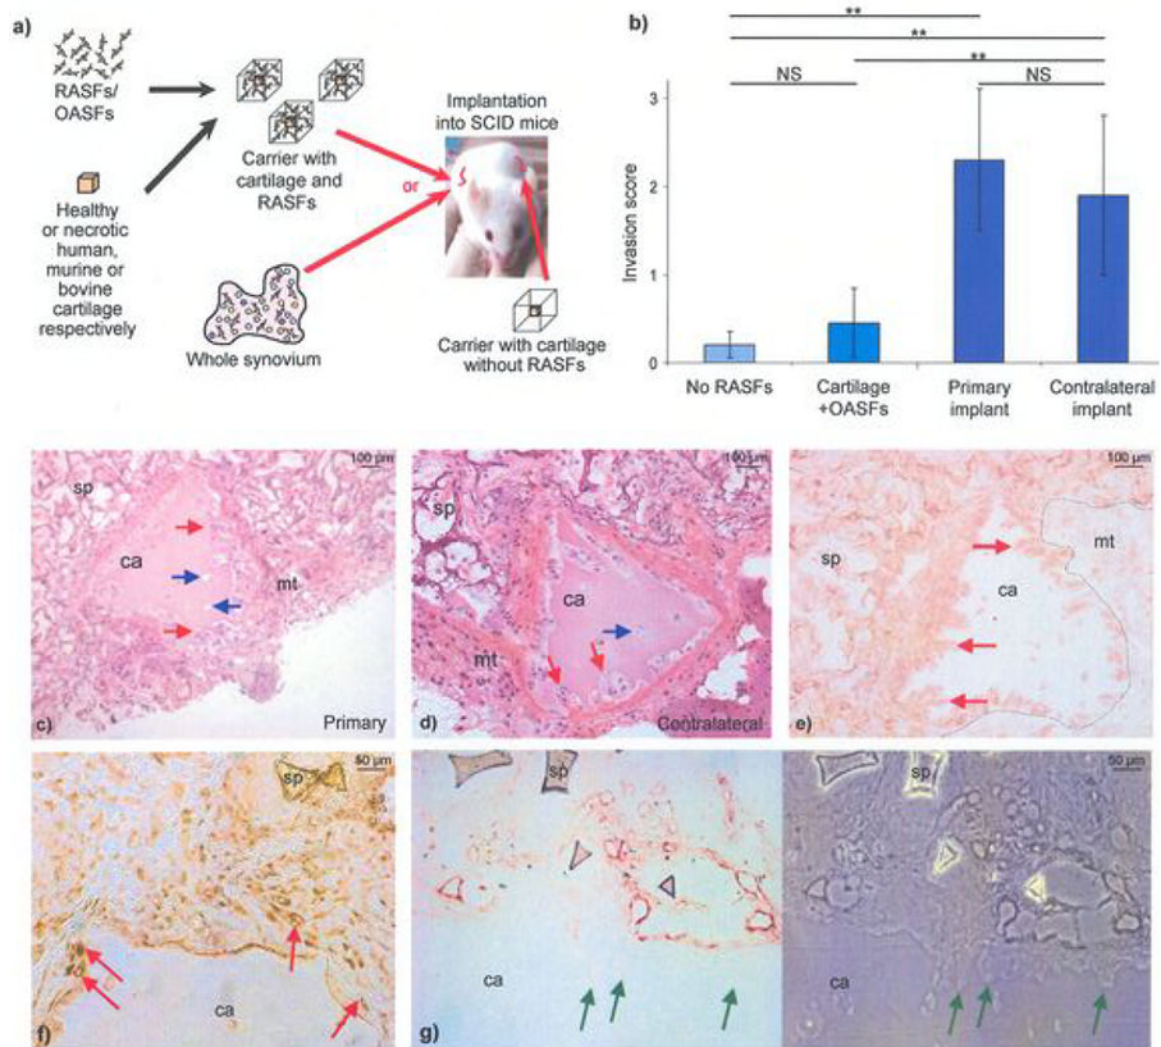 a)
RASFs/
OASFs
Healthy
or necrotic
human,
murine or
bovine
cartilage
respectively
Carrier with
cartilage and
RASFs
Whole synovium
or
Implantation
into SCID mice
Carrier with cartilage
without RASFs
b)
**
**
**
NS
NS
Invasion score
3
2
1
0
No RASFs
Cartilage
+OASFs
Primary
implant
Contralateral
implant
100 µm
sp
ca
mt
c)
Primary
100 µm
sp
ca
mt
d)
Contralateral
100 µm
sp
mt
ca
e)
50 µm
sp
ca
f)
sp
ca
g)
50 µm
sp
ca